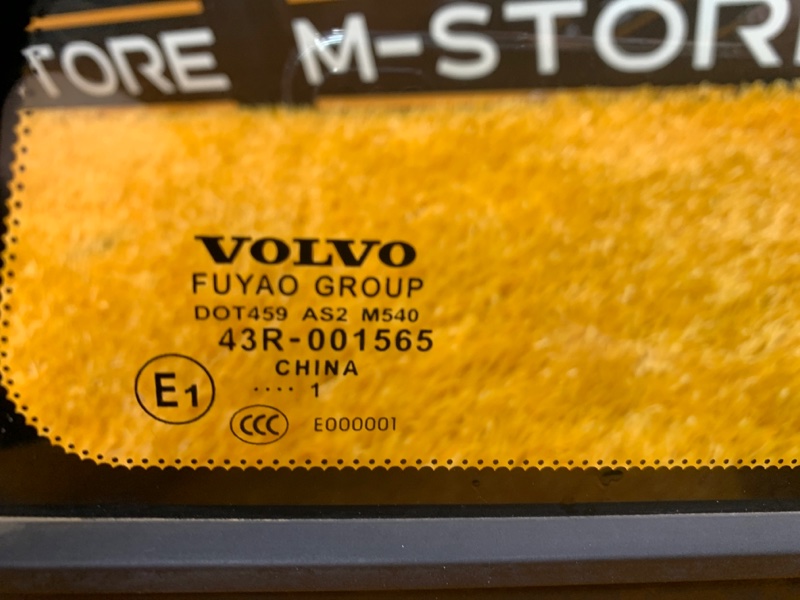 TORE M-STOR
VOLVO
FUYAO GROUP
DOT459 AS2 M540
43R-001565
CHINA
E1 .... 1
CCC E000001